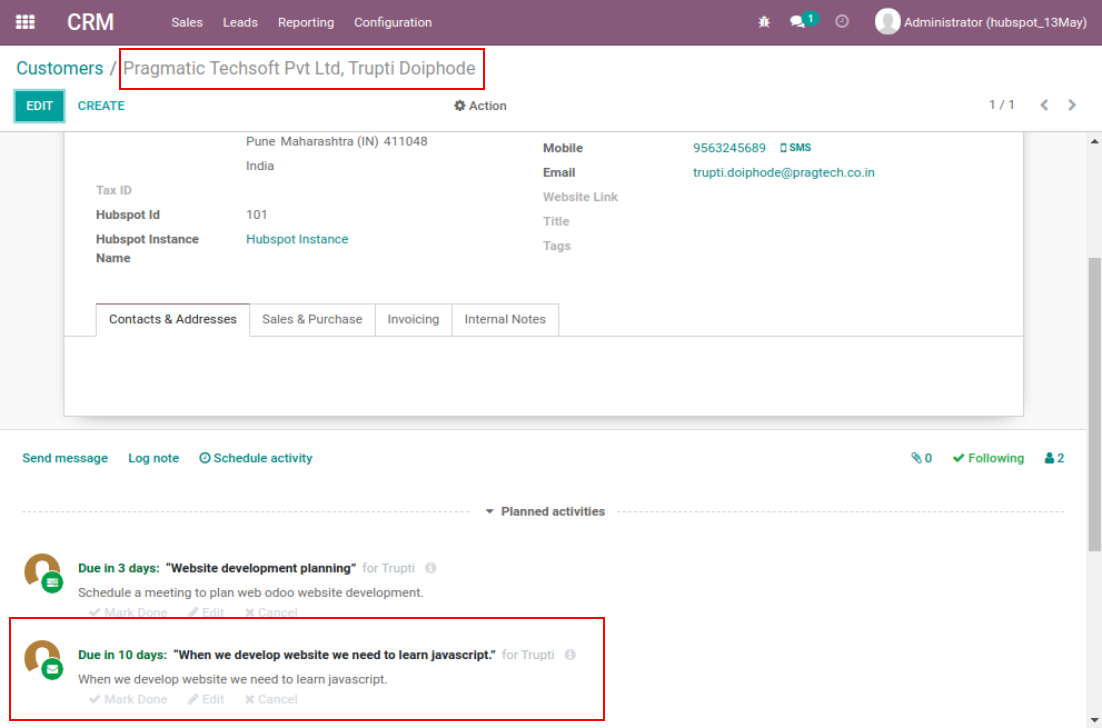 CRM Sales Leads Reporting Configuration 1 Administrator (hubspot_13May)
Customers / Pragmatic Techsoft Pvt Ltd, Trupti Doiphode
EDIT CREATE Action 1 / 1
Pune Maharashtra (IN) 411048
India
Tax ID
Hubspot Id 101
Hubspot Instance Name Hubspot Instance
Mobile 9563245689 SMS
Email trupti.doiphode@pragtech.co.in
Website Link
Title
Tags
Contacts & Addresses Sales & Purchase Invoicing Internal Notes
Send message Log note Schedule activity 0 Following 2
Planned activities
Due in 3 days: “Website development planning” for Trupti
Schedule a meeting to plan web odoo website development.
Mark Done Edit Cancel
Due in 10 days: “When we develop website we need to learn javascript.” for Trupti
When we develop website we need to learn javascript.
Mark Done Edit Cancel